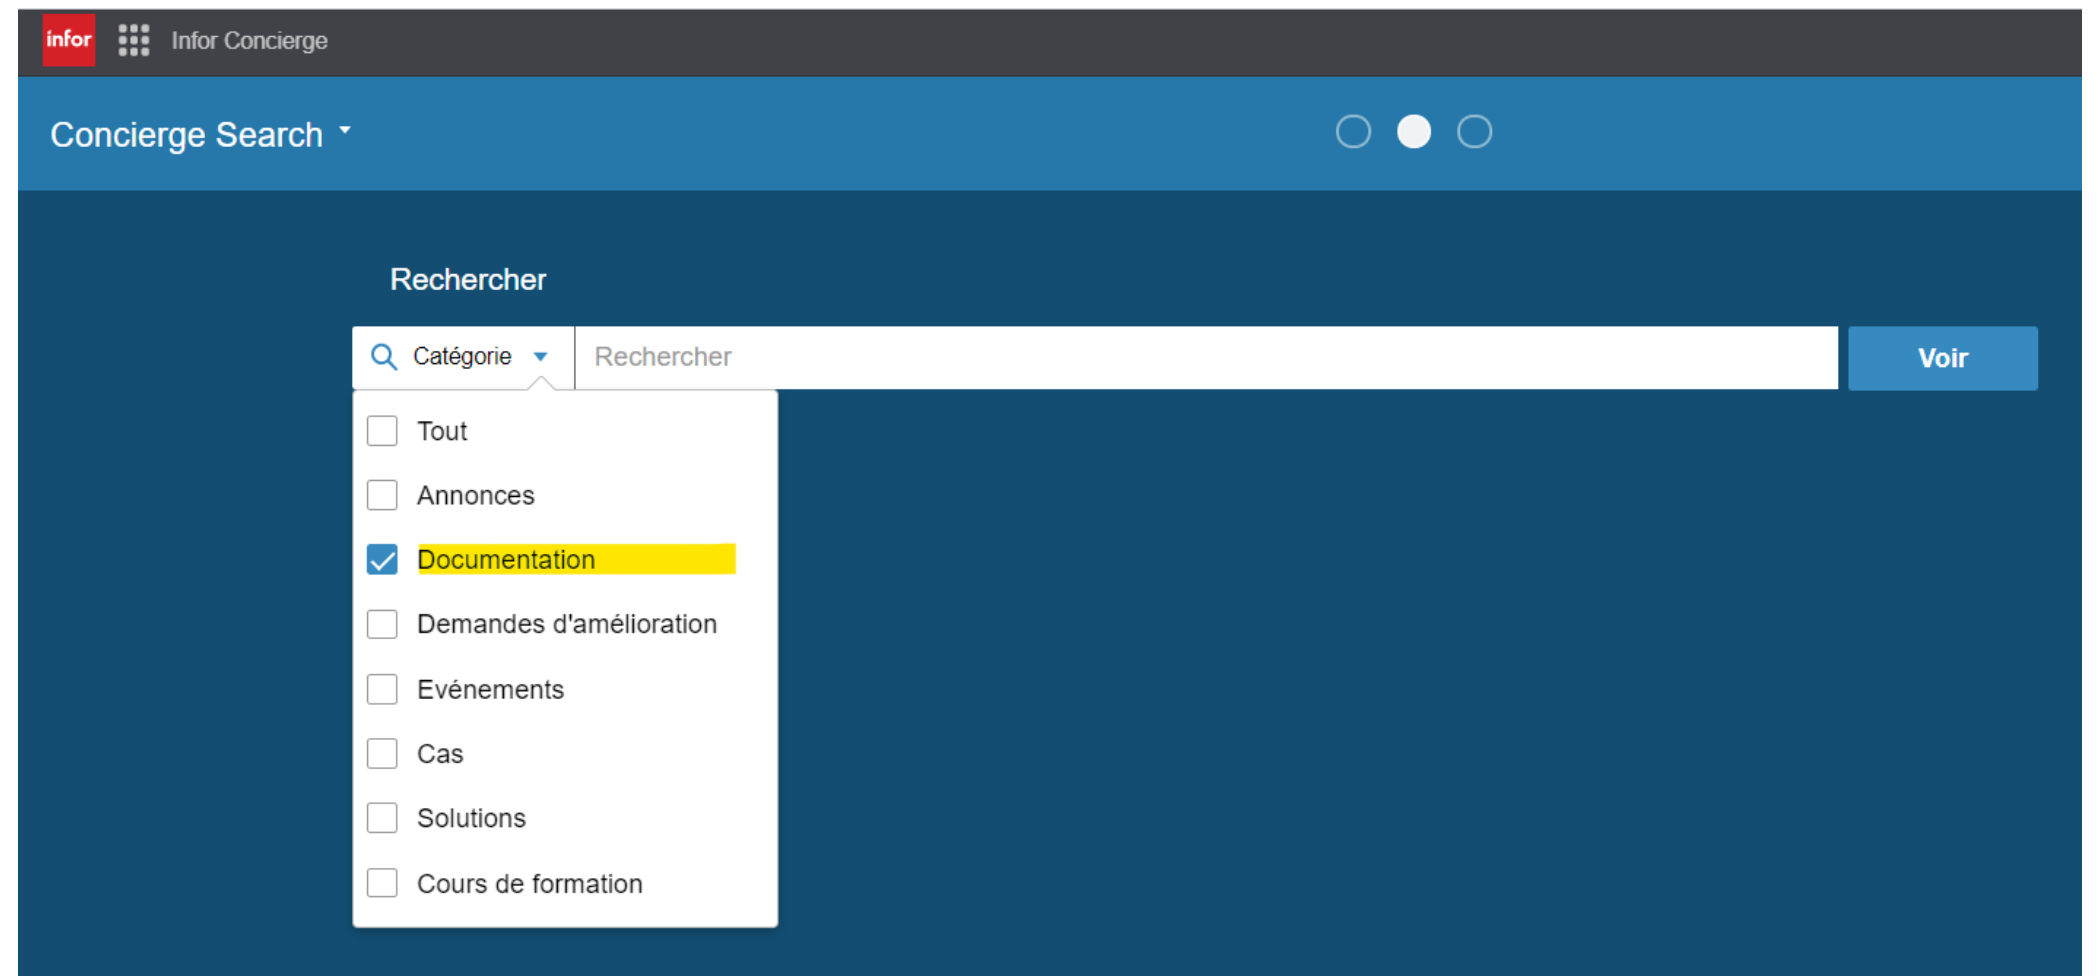 infor Infor Concierge
Concierge Search
Rechercher
Catégorie Rechercher Voir
Tout
Annonces
Documentation
Demandes d'amélioration
Evénements
Cas
Solutions
Cours de formation